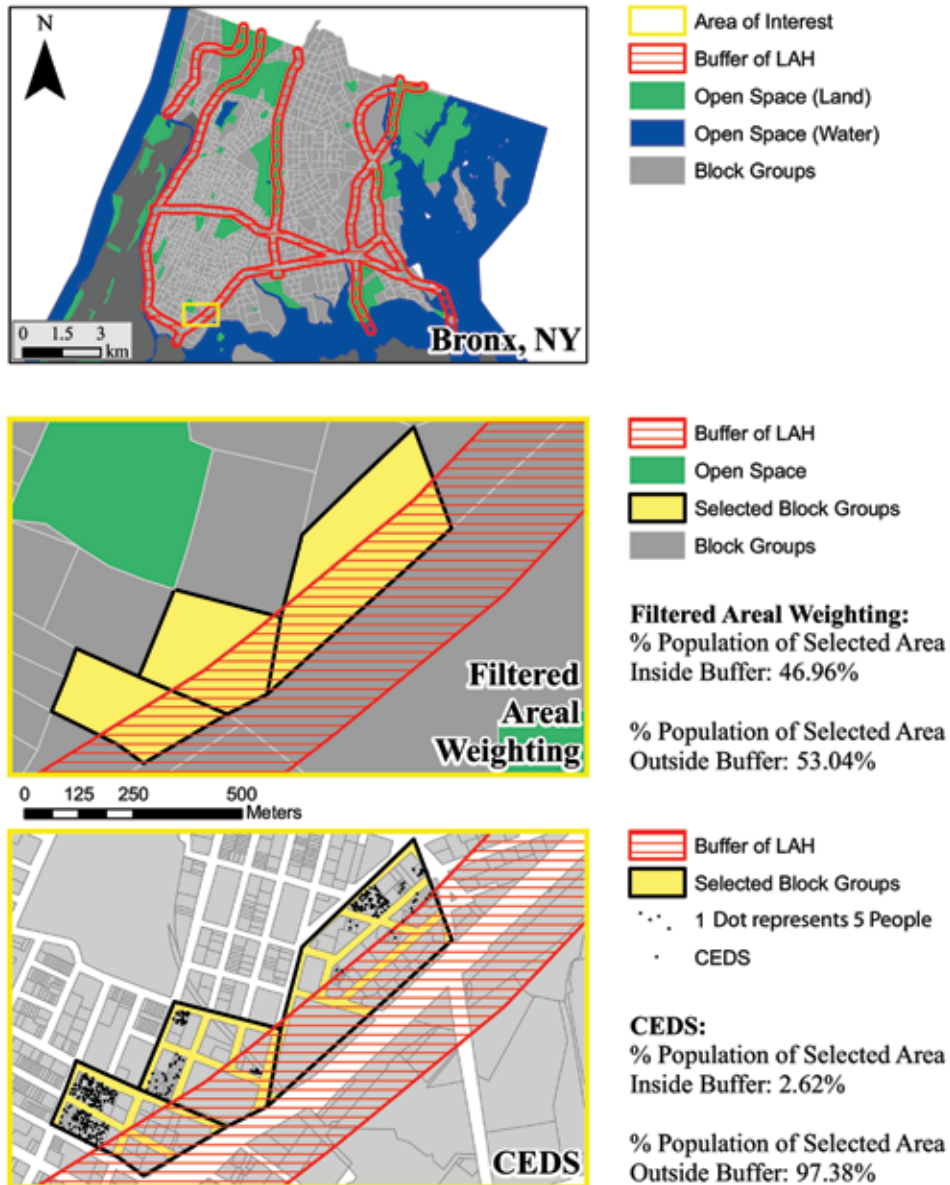 N
0 1.5 3
km
Bronx, NY
Area of Interest
Buffer of LAH
Open Space (Land)
Open Space (Water)
Block Groups
Filtered
Areal
Weighting
Buffer of LAH
Open Space
Selected Block Groups
Block Groups
Filtered Areal Weighting:
% Population of Selected Area
Inside Buffer: 46.96%
% Population of Selected Area
Outside Buffer: 53.04%
0 125 250 500
Meters
CEDS
Buffer of LAH
Selected Block Groups
1 Dot represents 5 People
CEDS
CEDS:
% Population of Selected Area
Inside Buffer: 2.62%
% Population of Selected Area
Outside Buffer: 97.38%